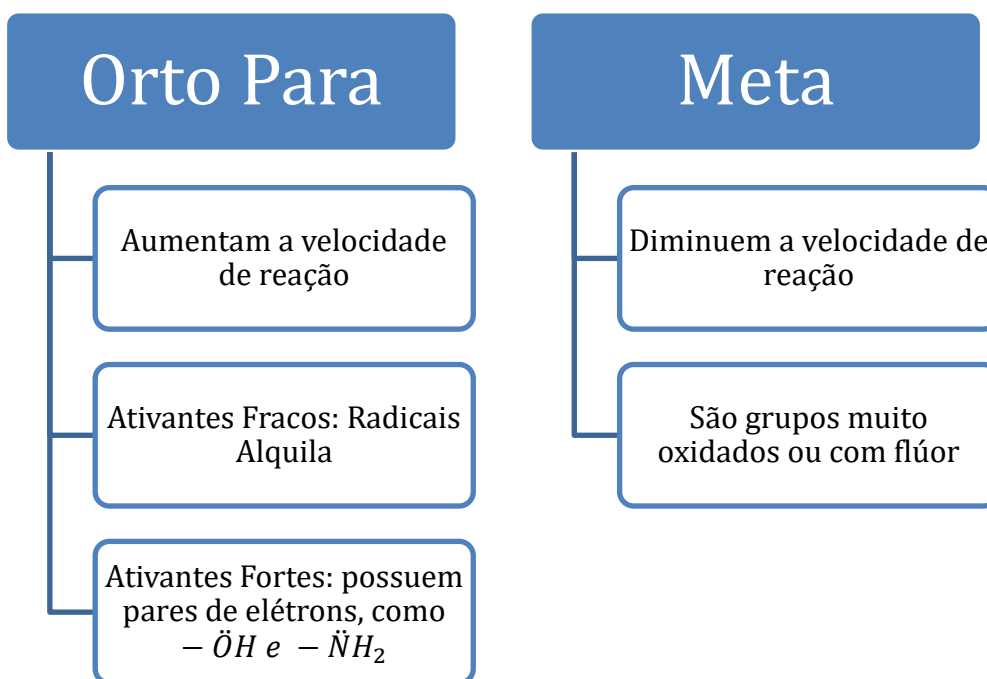 Orto Para
Aumentam a velocidade
de reação
Ativantes Fracos: Radicais
Alquila
Ativantes Fortes: possuem
pares de elétrons, como
− ÖH e − N̈H₂
Meta
Diminuem a velocidade de
reação
São grupos muito
oxidados ou com flúor